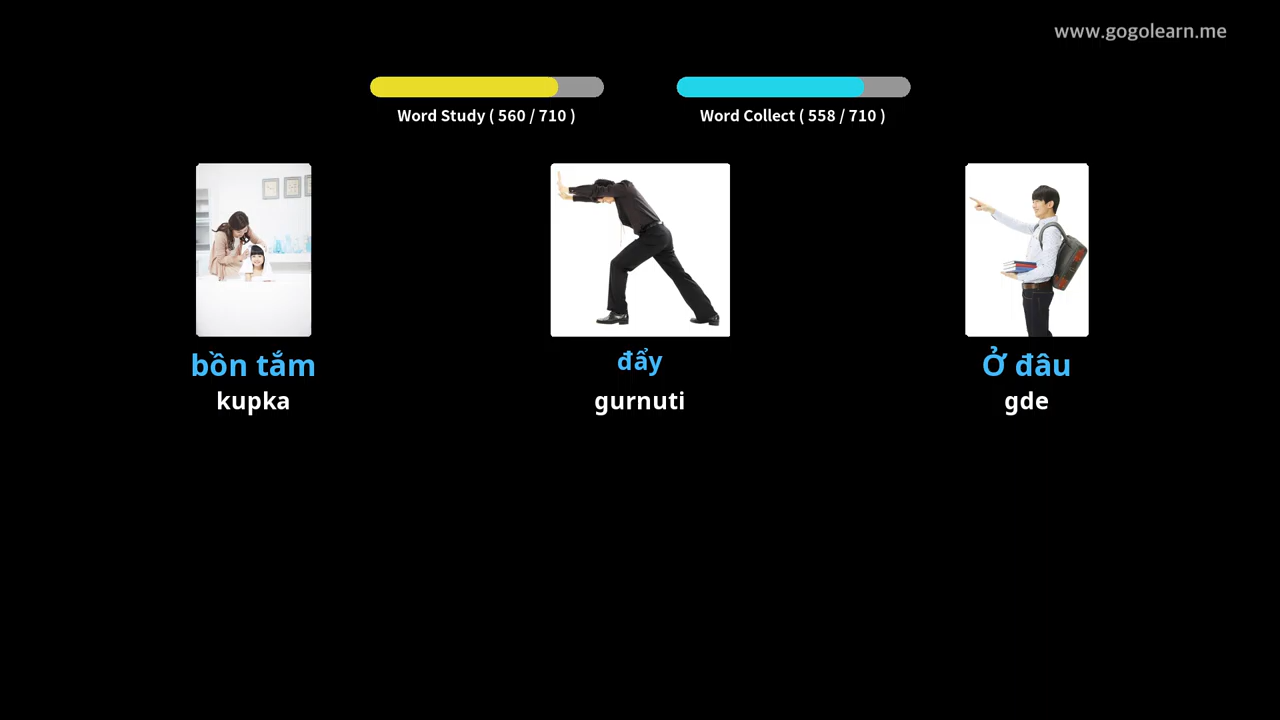 www.gogolearn.me
Word Study ( 560 / 710 )
Word Collect ( 558 / 710 )
bồn tắm
kupka
đẩy
gurnuti
Ở đâu
gde